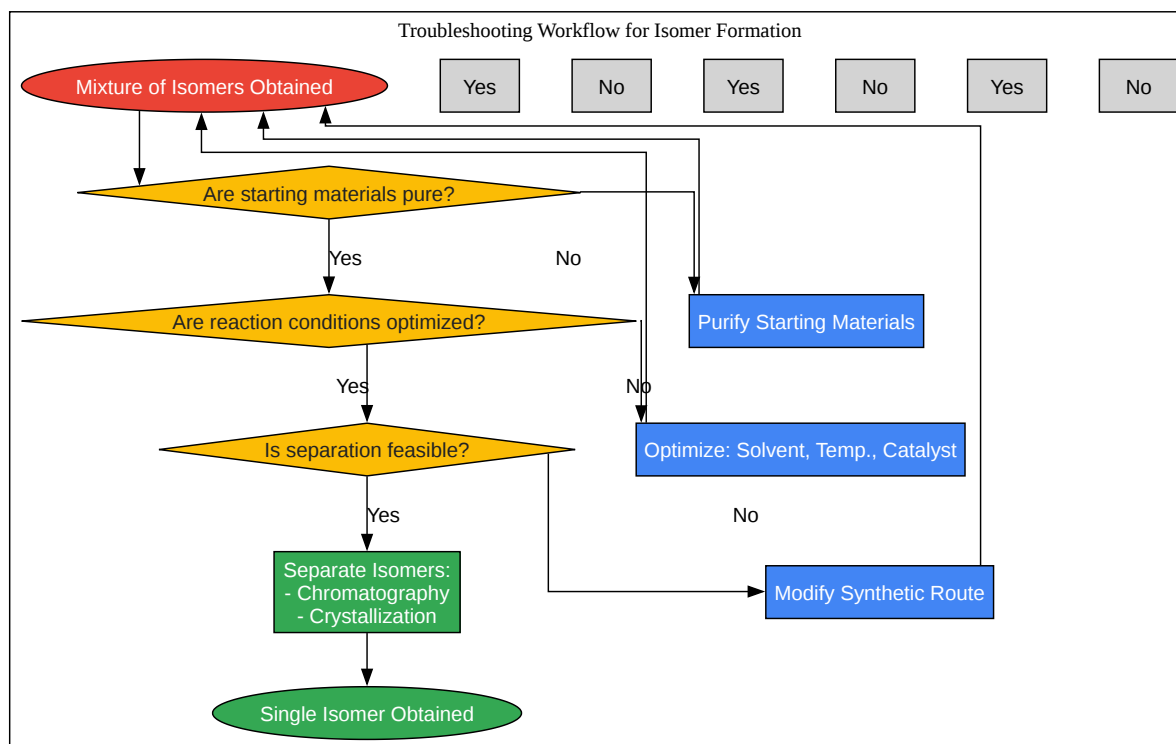 Troubleshooting Workflow for Isomer Formation
Mixture of Isomers Obtained
Yes
No
Yes
No
Yes
No
Are starting materials pure?
Yes
No
Are reaction conditions optimized?
Purify Starting Materials
Yes
No
Is separation feasible?
Optimize: Solvent, Temp., Catalyst
Yes
No
Separate Isomers:
- Chromatography
- Crystallization
Modify Synthetic Route
Single Isomer Obtained